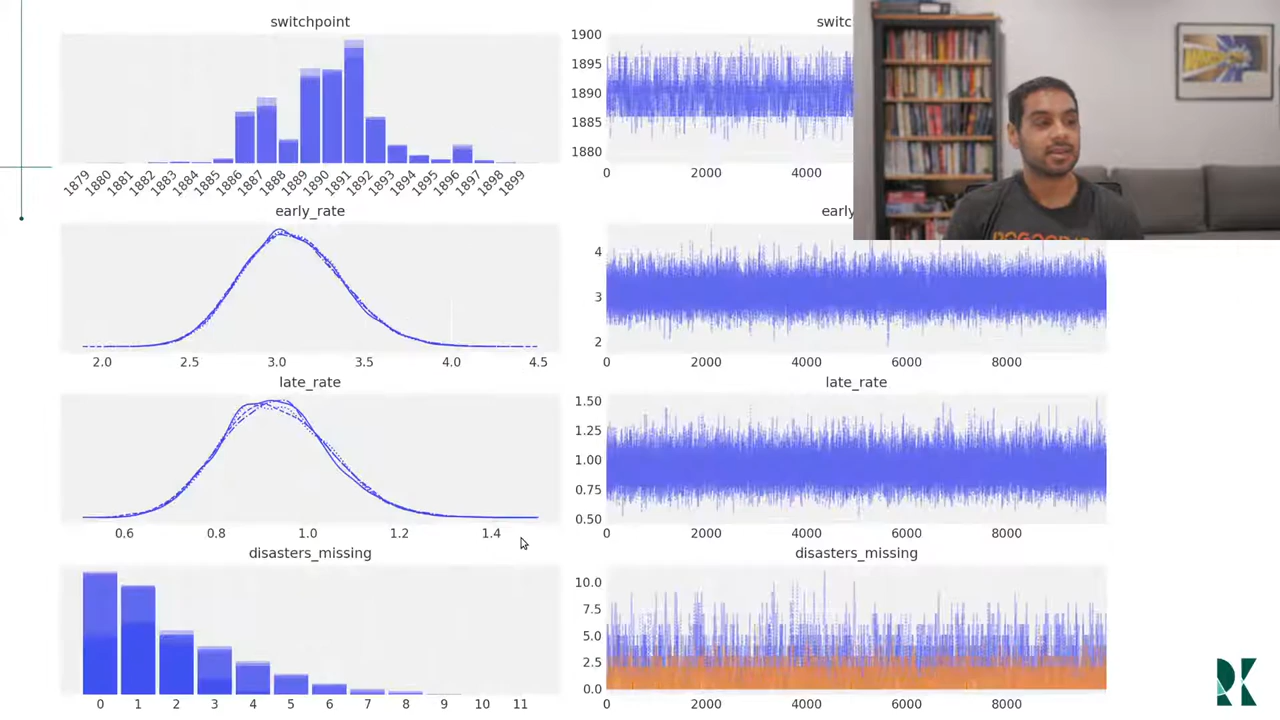 switchpoint
switc
1900
1895
1890
1885
1880
0 2000 4000
1879 1880 1881 1882 1883 1884 1885 1886 1887 1888 1889 1890 1891 1892 1893 1894 1895 1896 1897 1898 1899
early_rate
early
4
3
2
2.0 2.5 3.0 3.5 4.0 4.5
0 2000 4000 6000 8000
late_rate
late_rate
1.50
1.25
1.00
0.75
0.50
0.6 0.8 1.0 1.2 1.4
0 2000 4000 6000 8000
disasters_missing
disasters_missing
10.0
7.5
5.0
2.5
0.0
0 1 2 3 4 5 6 7 8 9 10 11
0 2000 4000 6000 8000